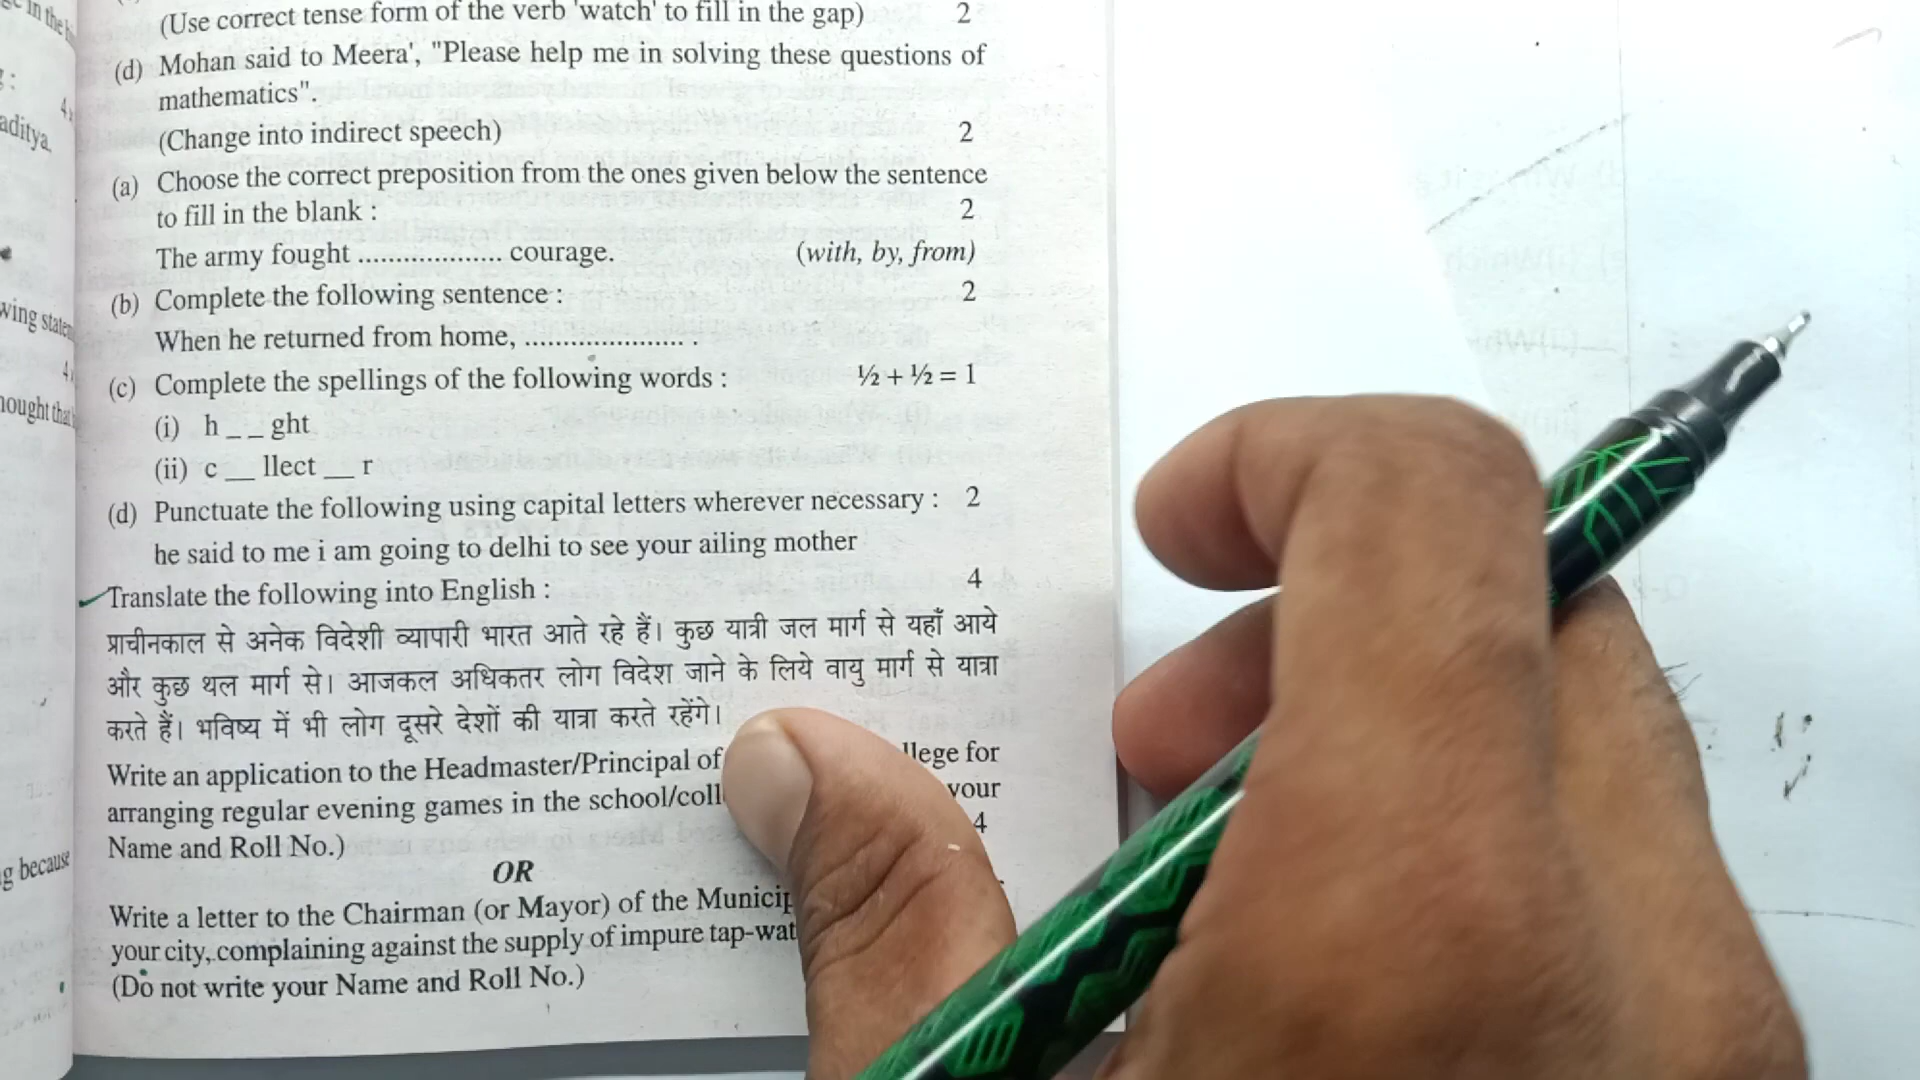 (Use correct tense form of the verb 'watch' to fill in the gap) 2
(d) Mohan said to Meera', "Please help me in solving these questions of
mathematics".
(Change into indirect speech) 2
(a) Choose the correct preposition from the ones given below the sentence
to fill in the blank : 2
The army fought ................... courage. (with, by, from)
(b) Complete the following sentence : 2
When he returned from home, ..................... .
(c) Complete the spellings of the following words : ½ + ½ = 1
(i) h _ _ ght
(ii) c __ llect __ r
(d) Punctuate the following using capital letters wherever necessary : 2
he said to me i am going to delhi to see your ailing mother
Translate the following into English : 4
प्राचीनकाल से अनेक विदेशी व्यापारी भारत आते रहे हैं। कुछ यात्री जल मार्ग से यहाँ आये
और कुछ थल मार्ग से। आजकल अधिकतर लोग विदेश जाने के लिये वायु मार्ग से यात्रा
करते हैं। भविष्य में भी लोग दूसरे देशों की यात्रा करते रहेंगे।
Write an application to the Headmaster/Principal of for
arranging regular evening games in the school/ your
Name and Roll No.) 4
OR
Write a letter to the Chairman (or Mayor) of the
your city, complaining against the supply of impure
(Do not write your Name and Roll No.)
aditya.
g because